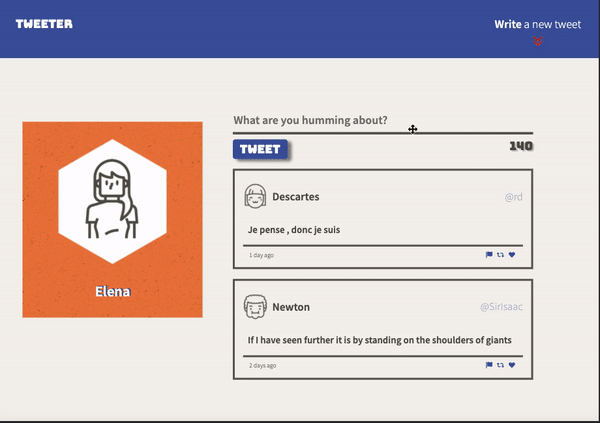 TWEETER
Write a new tweet
What are you humming about?
TWEET
140
Elena
Descartes
@rd
Je pense , donc je suis
1 day ago
Newton
@SirIsaac
If I have seen further it is by standing on the shoulders of giants
2 days ago